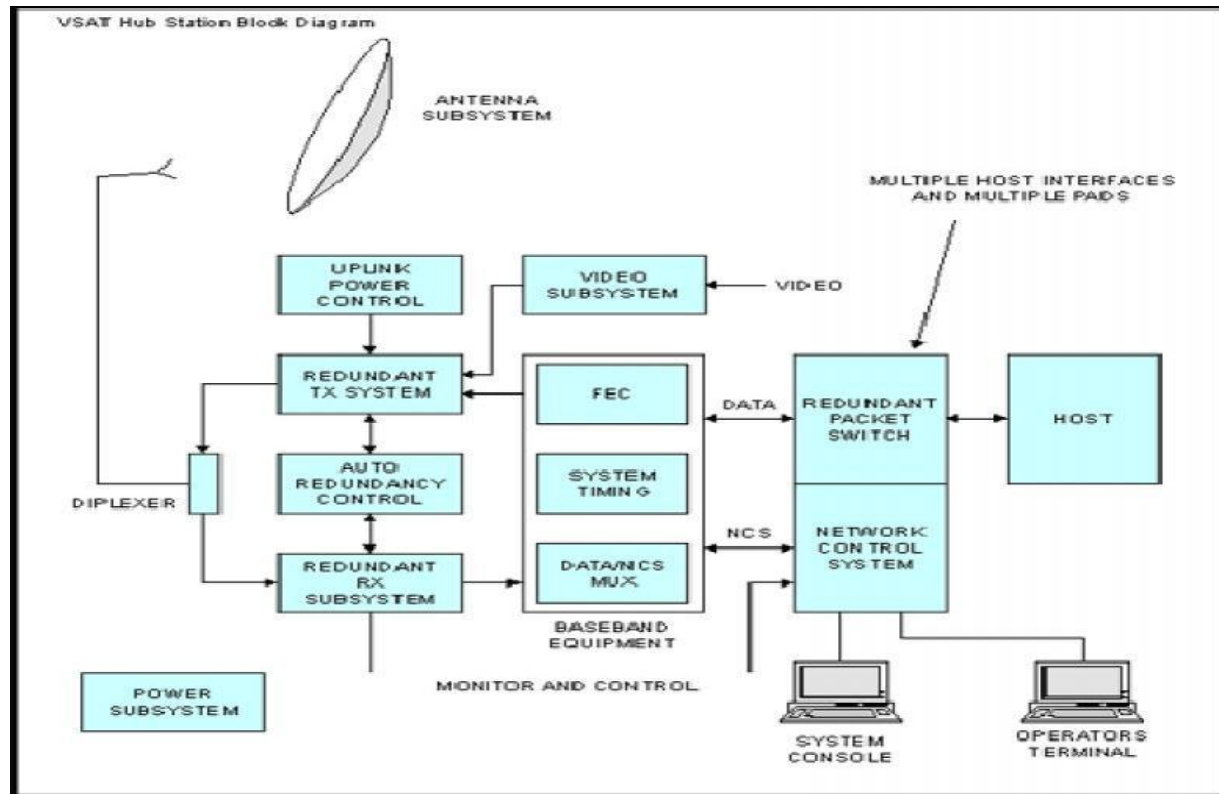 VSAT Hub Station Block Diagram
ANTENNA
SUBSYSTEM
MULTIPLE HOST INTERFACES
AND MULTIPLE PADS
UPLINK
POWER
CONTROL
VIDEO
SUBSYSTEM
VIDEO
REDUNDANT
TX SYSTEM
FEC
DATA
REDUNDANT
PACKET
SWITCH
HOST
AUTO
REDUNDANCY
CONTROL
SYSTEM
TIMING
DIPLEXER
NCS
NETWORK
CONTROL
SYSTEM
REDUNDANT
RX
SUBSYSTEM
DATA/NCS
MUX
BASEBAND
EQUIPMENT
MONITOR AND CONTROL
POWER
SUBSYSTEM
SYSTEM
CONSOLE
OPERATORS
TERMINAL